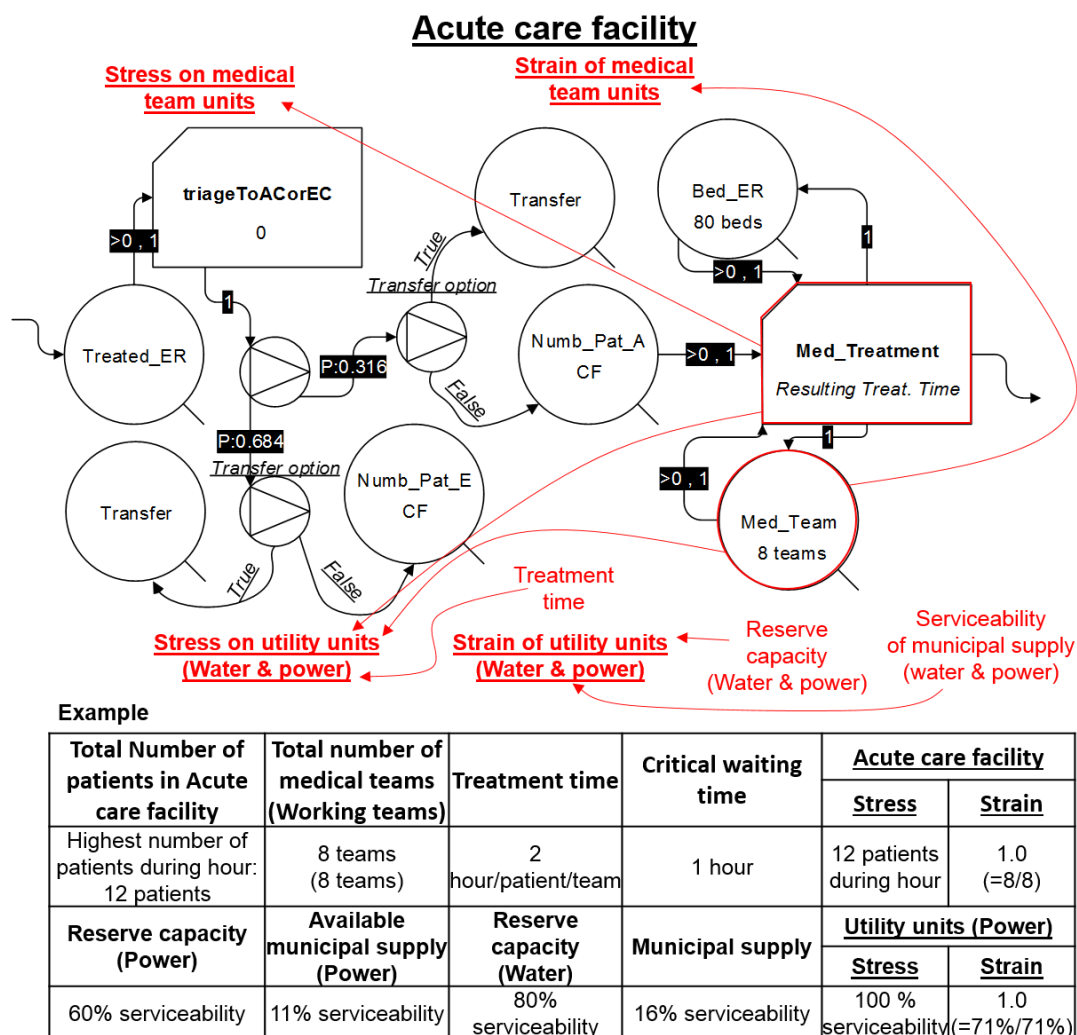 Acute care facility
Stress on medical
team units
Strain of medical
team units
triageToACorEC
0
Transfer
Bed_ER
80 beds
>0 , 1
True
>0 , 1
1
Transfer option
1
Treated_ER
P:0.316
Numb_Pat_A
CF
>0 , 1
Med_Treatment
Resulting Treat. Time
False
P:0.684
1
Transfer option
Numb_Pat_E
CF
>0 , 1
Transfer
Med_Team
8 teams
True
False
Treatment
time
Stress on utility units
(Water & power)
Strain of utility units
(Water & power)
Reserve
capacity
(Water & power)
Serviceability
of municipal supply
(water & power)
Example
Total Number of
patients in Acute
care facility
Total number of
medical teams
(Working teams)
Treatment time
Critical waiting
time
Acute care facility
Stress
Strain
Highest number of
patients during hour:
12 patients
8 teams
(8 teams)
2
hour/patient/team
1 hour
12 patients
during hour
1.0
(=8/8)
Reserve capacity
(Power)
Available
municipal supply
(Power)
Reserve
capacity
(Water)
Municipal supply
Utility units (Power)
Stress
Strain
60% serviceability
11% serviceability
80%
serviceability
16% serviceability
100 %
serviceability
1.0
(=71%/71%)